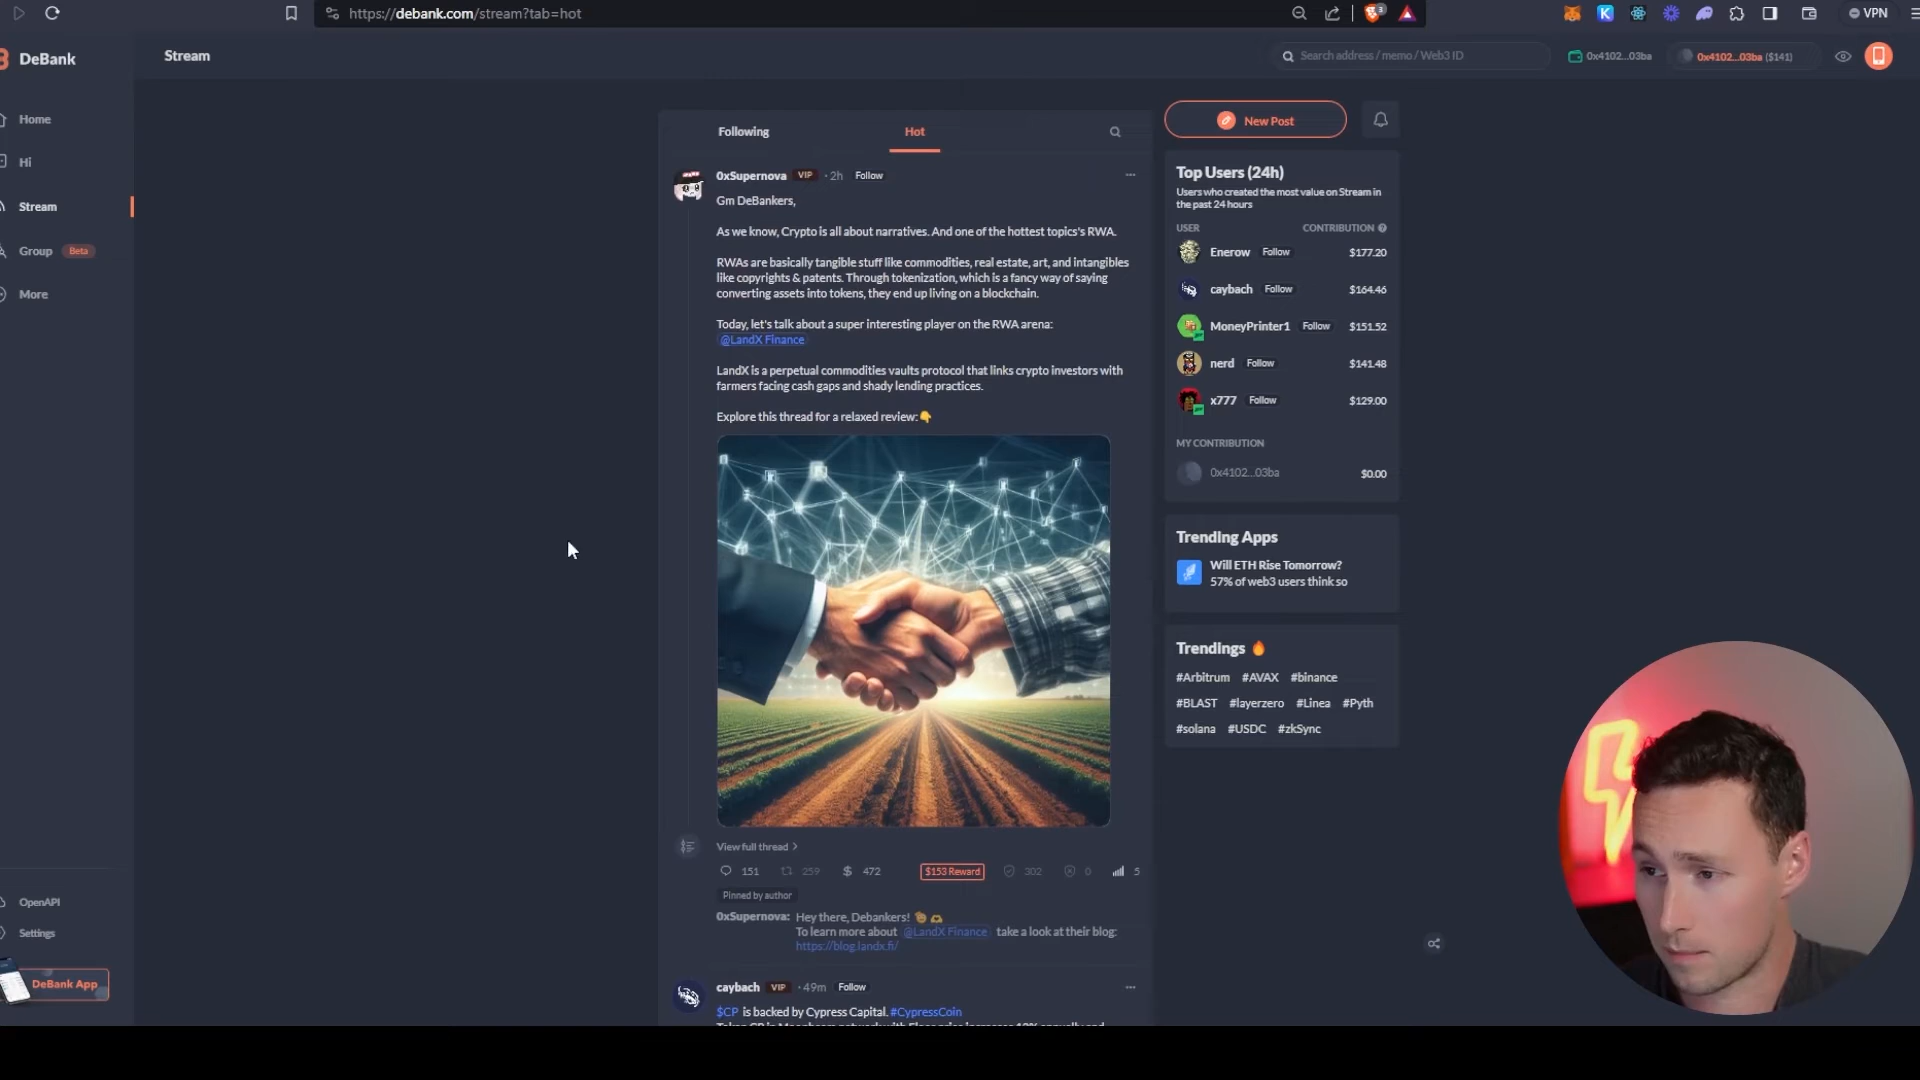 https://debank.com/stream?tab=hot
3
VPN
DeBank
Stream
Search address / memo / Web3 ID
0x4102...03ba
0x4102...03ba ($141)
Home
Hi
Stream
Group Beta
More
OpenAPI
Settings
DeBank App
Following
Hot
0xSupernova VIP · 2h Follow
Gm DeBankers,
As we know, Crypto is all about narratives. And one of the hottest topics's RWA.
RWAs are basically tangible stuff like commodities, real estate, art, and intangibles
like copyrights & patents. Through tokenization, which is a fancy way of saying
converting assets into tokens, they end up living on a blockchain.
Today, let's talk about a super interesting player on the RWA arena:
@LandX Finance
LandX is a perpetual commodities vaults protocol that links crypto investors with
farmers facing cash gaps and shady lending practices.
Explore this thread for a relaxed review:👇
View full thread >
151 259 $ 472 $153 Reward 302 0 5
Pinned by author
0xSupernova: Hey there, Debankers!
To learn more about @LandX Finance take a look at their blog:
https://blog.landx.fi/
caybach VIP · 49m Follow
$CP is backed by Cypress Capital. #CypressCoin
New Post
Top Users (24h)
Users who created the most value on Stream in
the past 24 hours
USER CONTRIBUTION
Enerow Follow $177.20
caybach Follow $164.46
MoneyPrinter1 Follow $151.52
nerd Follow $141.48
x777 Follow $129.00
MY CONTRIBUTION
0x4102...03ba $0.00
Trending Apps
Will ETH Rise Tomorrow?
57% of web3 users think so
Trendings 🔥
#Arbitrum #AVAX #binance
#BLAST #layerzero #Linea #Pyth
#solana #USDC #zkSync